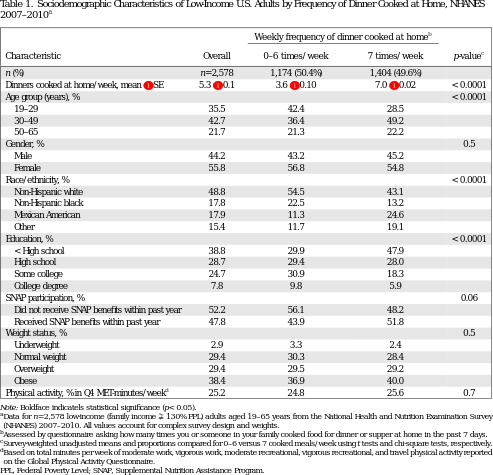 Table 1. Sociodemographic Characteristics of Low-Income U.S. Adults by Frequency of Dinner Cooked at Home, NHANES
2007–2010a
Weekly frequency of dinner cooked at homeb
Characteristic Overall 0–6 times/week 7 times/week p-valuec
n (%) n=2,578 1,174 (50.4%) 1,404 (49.6%)
Dinners cooked at home/week, mean SE 5.3 0.1 3.6 0.10 7.0 0.02 <0.0001
Age group (years), % <0.0001
19–29 35.5 42.4 28.5
30–49 42.7 36.4 49.2
50–65 21.7 21.3 22.2
Gender, % 0.5
Male 44.2 43.2 45.2
Female 55.8 56.8 54.8
Race/ethnicity, % <0.0001
Non-Hispanic white 48.8 54.5 43.1
Non-Hispanic black 17.8 22.5 13.2
Mexican American 17.9 11.3 24.6
Other 15.4 11.7 19.1
Education, % <0.0001
<High school 38.8 29.9 47.9
High school 28.7 29.4 28.0
Some college 24.7 30.9 18.3
College degree 7.8 9.8 5.9
SNAP participation, % 0.06
Did not receive SNAP benefits within past year 52.2 56.1 48.2
Received SNAP benefits within past year 47.8 43.9 51.8
Weight status, % 0.5
Underweight 2.9 3.3 2.4
Normal weight 29.4 30.3 28.4
Overweight 29.4 29.5 29.2
Obese 38.4 36.9 40.0
Physical activity, % in Q4 MET-minutes/weekd 25.2 24.8 25.6 0.7
Note: Boldface indicates statistical significance (p<0.05).
aData for n=2,578 low-income (family income ≧ 130% PPL) adults aged 19–65 years from the National Health and Nutrition Examination Survey
(NHANES) 2007–2010. All values account for complex survey design and weights.
bAssessed by questionnaire asking how many times you or someone in your family cooked food for dinner or supper at home in the past 7 days.
cSurvey-weighted unadjusted means and proportions compared for 0–6 versus 7 cooked meals/week using t tests and chi-square tests, respectively.
dBased on total minutes per week of moderate work, vigorous work, moderate recreational, vigorous recreational, and travel physical activity reported
on the Global Physical Activity Questionnaire.
PPL, Federal Poverty Level; SNAP, Supplemental Nutrition Assistance Program.